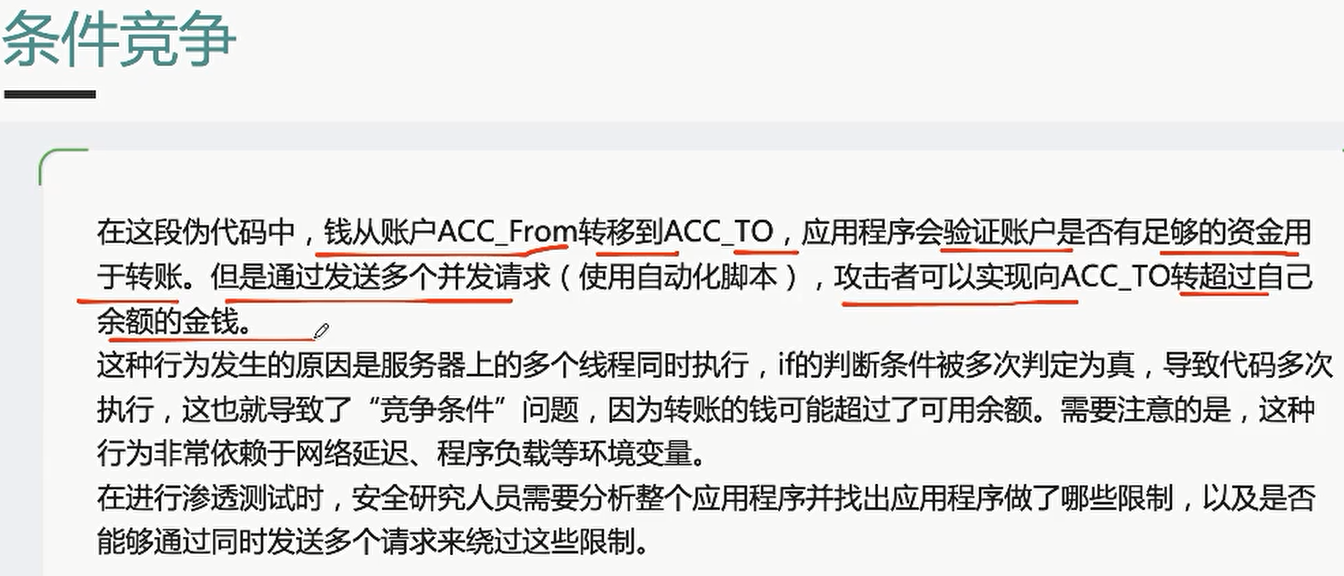 条件竞争
在这段伪代码中，钱从账户ACC_From转移到ACC_TO，应用程序会验证账户是否有足够的资金用
于转账。但是通过发送多个并发请求（使用自动化脚本），攻击者可以实现向ACC_TO转超过自己
余额的金钱。
这种行为发生的原因是服务器上的多个线程同时执行，if的判断条件被多次判定为真，导致代码多次
执行，这也就导致了“竞争条件”问题，因为转账的钱可能超过了可用余额。需要注意的是，这种
行为非常依赖于网络延迟、程序负载等环境变量。
在进行渗透测试时，安全研究人员需要分析整个应用程序并找出应用程序做了哪些限制，以及是否
能够通过同时发送多个请求来绕过这些限制。